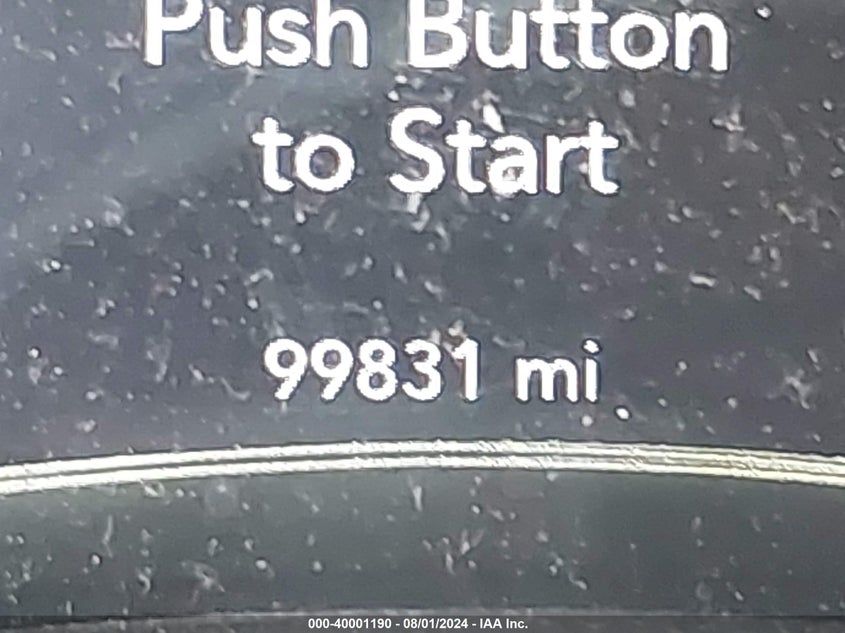 Push Button
to Start
99831 mi
000-40001190 - 08/01/2024 - IAA Inc.